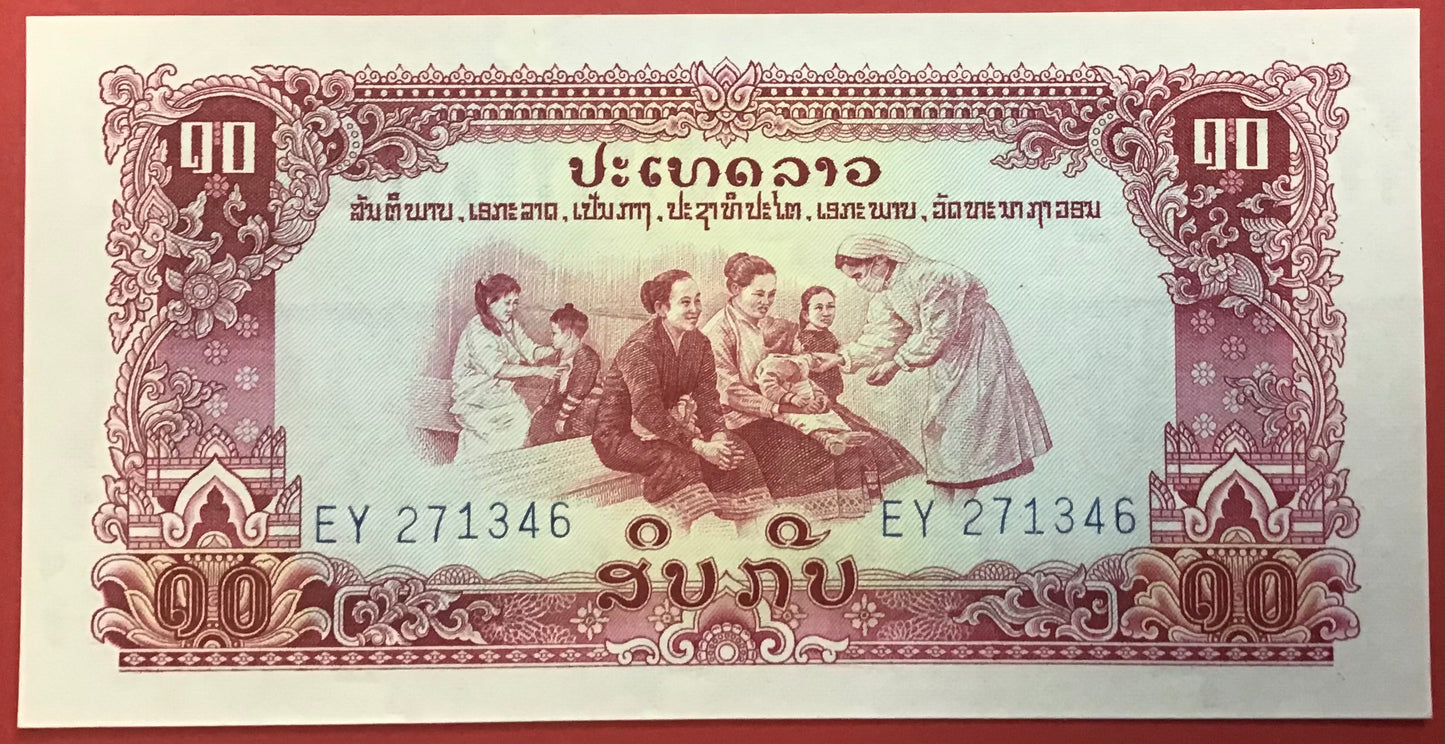 ໑໐ ໑໐
ປະເທດລາວ
ສັນຕິພາບ, ເອກະລາດ, ເປັນກາງ, ປະຊາທິປະໄຕ, ເອກະພາບ, ວັດທະນາຖາວອນ
EY 271346 EY 271346
ສິບກີບ
໑໐ ໑໐